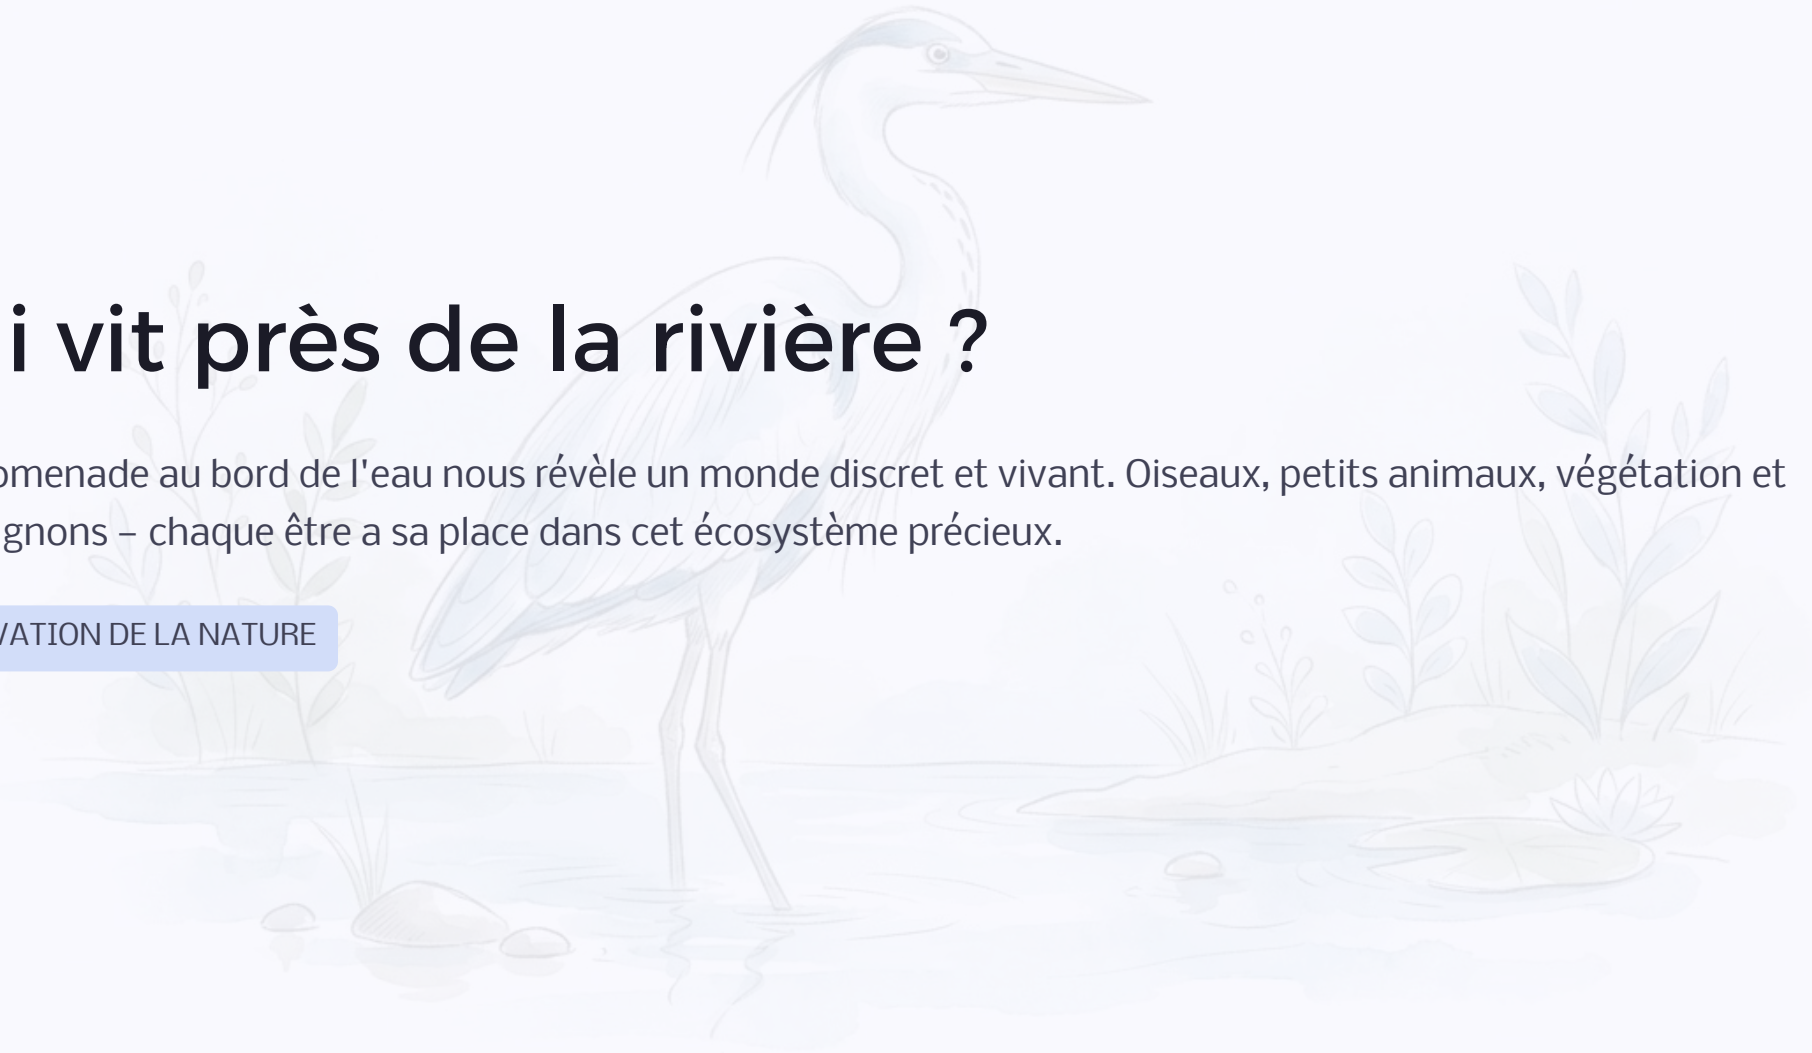 i vit près de la rivière ?
omenade au bord de l'eau nous révèle un monde discret et vivant. Oiseaux, petits animaux, végétation et
gnons – chaque être a sa place dans cet écosystème précieux.
VATION DE LA NATURE